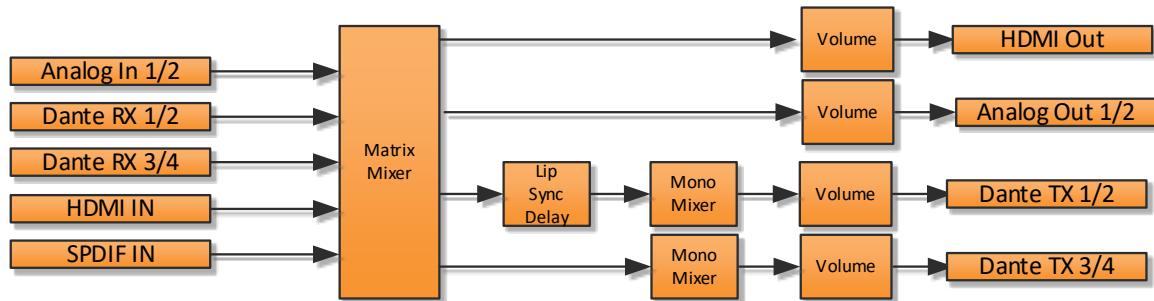 Analog In 1/2
Dante RX 1/2
Dante RX 3/4
HDMI IN
SPDIF IN
Matrix
Mixer
Volume
HDMI Out
Volume
Analog Out 1/2
Lip
Sync
Delay
Mono
Mixer
Volume
Dante TX 1/2
Mono
Mixer
Volume
Dante TX 3/4